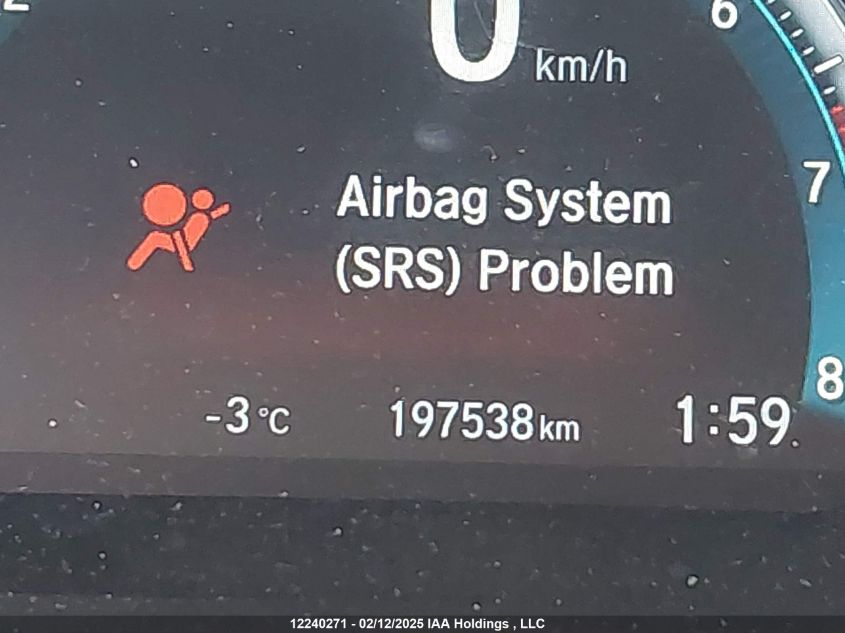 2
0 km/h
6
7
Airbag System
(SRS) Problem
8
-3°C 197538km 1:59
12240271 - 02/12/2025 IAA Holdings , LLC